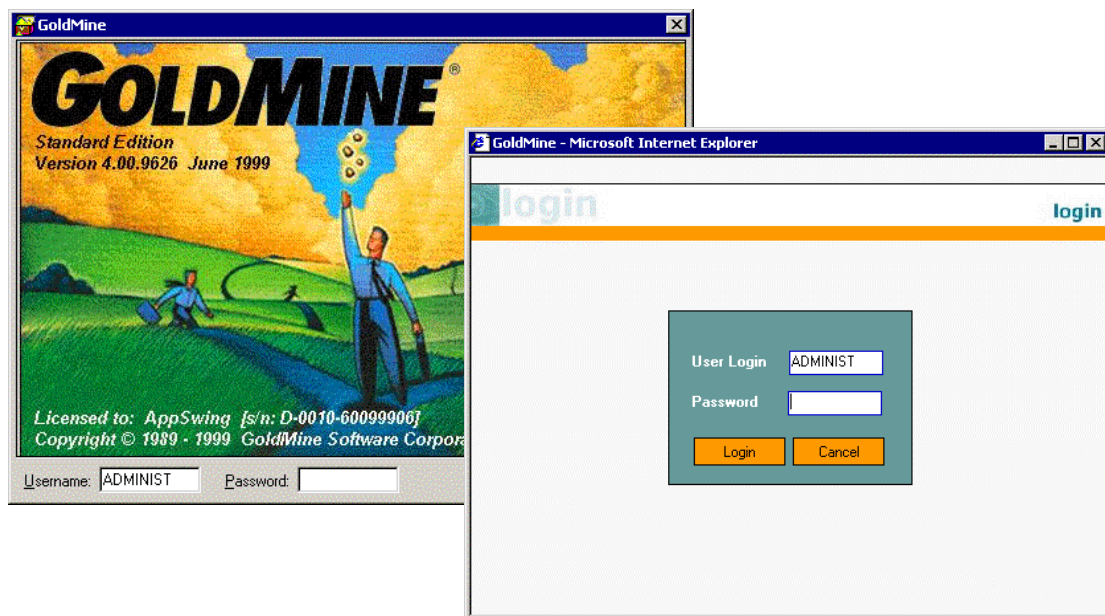 GoldMine
GOLDMINE®
Standard Edition
Version 4.00.9626 June 1999
Licensed to: AppSwing [s/n: D-0010-60099906]
Copyright © 1989 - 1999 GoldMine Software Corpora
Username: ADMINIST Password:
GoldMine - Microsoft Internet Explorer
login
login
User Login ADMINIST
Password
Login Cancel